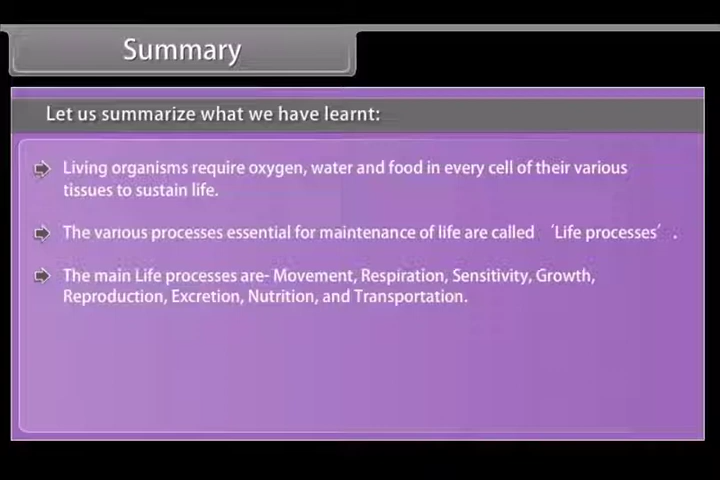 Summary
Let us summarize what we have learnt:
Living organisms require oxygen, water and food in every cell of their various
tissues to sustain life.
The various processes essential for maintenance of life are called ‘Life processes’ .
The main Life processes are- Movement, Respiration, Sensitivity, Growth,
Reproduction, Excretion, Nutrition, and Transportation.